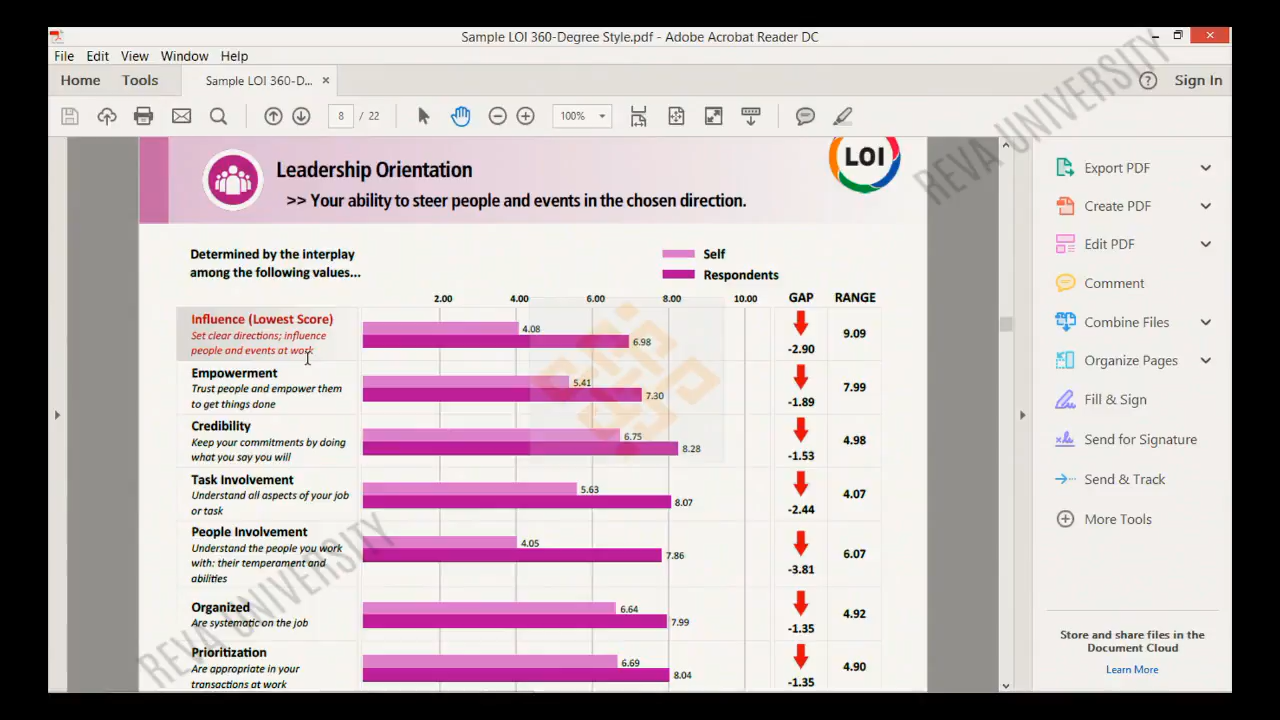 Sample LOI 360-Degree Style.pdf - Adobe Acrobat Reader DC
File Edit View Window Help
Home Tools Sample LOI 360-D... × Sign In
8 / 22 100%
Leadership Orientation
>> Your ability to steer people and events in the chosen direction.
LOI
Determined by the interplay
among the following values...
Self
Respondents
2.00 4.00 6.00 8.00 10.00 GAP RANGE
Influence (Lowest Score)
Set clear directions; influence
people and events at work
4.08
6.98
-2.90
9.09
Empowerment
Trust people and empower them
to get things done
5.41
7.30
-1.89
7.99
Credibility
Keep your commitments by doing
what you say you will
6.75
8.28
-1.53
4.98
Task Involvement
Understand all aspects of your job
or task
5.63
8.07
-2.44
4.07
People Involvement
Understand the people you work
with: their temperament and
abilities
4.05
7.86
-3.81
6.07
Organized
Are systematic on the job
6.64
7.99
-1.35
4.92
Prioritization
Are appropriate in your
transactions at work
6.69
8.04
-1.35
4.90
Export PDF
Create PDF
Edit PDF
Comment
Combine Files
Organize Pages
Fill & Sign
Send for Signature
Send & Track
More Tools
Store and share files in the
Document Cloud
Learn More
REVA UNIVERSITY
REVA UNIVERSITY